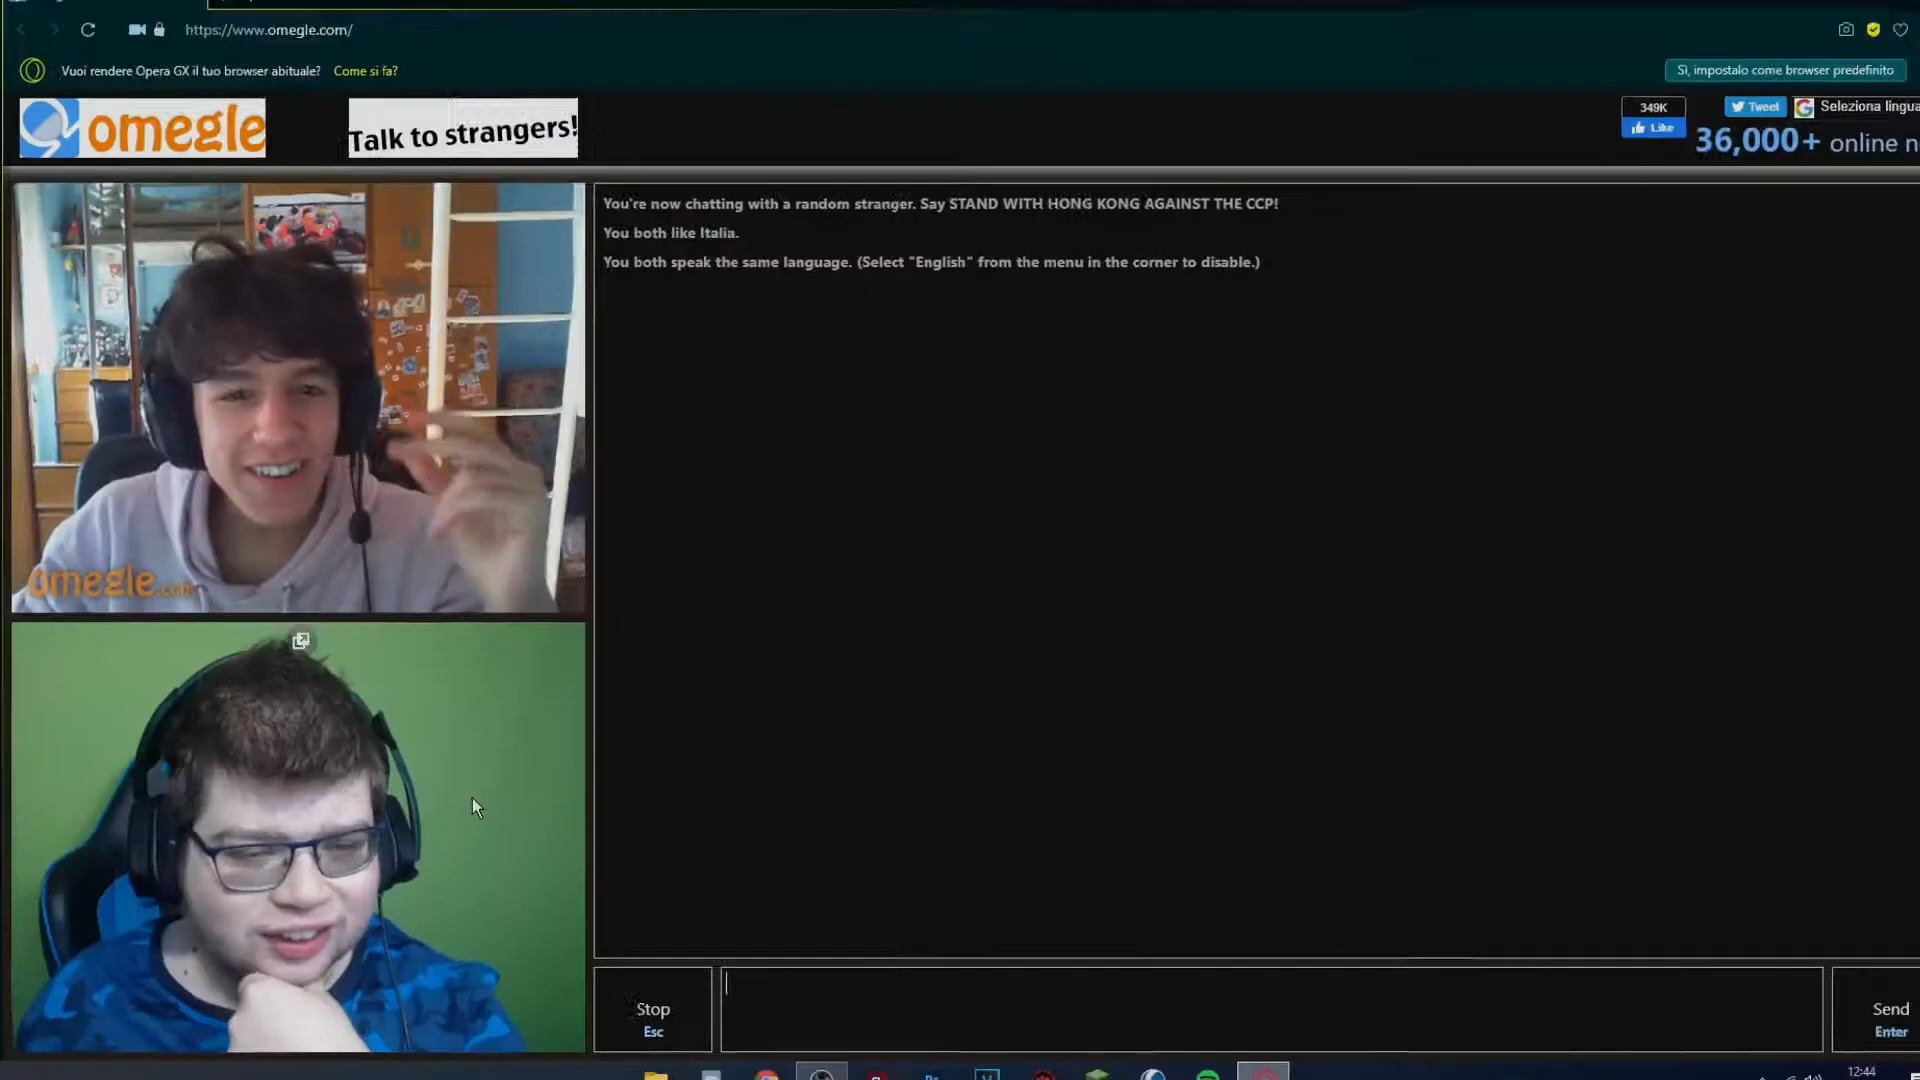 https://www.omegle.com/
Vuoi rendere Opera GX il tuo browser abituale? Come si fa?
Sì, impostalo come browser predefinito
omegle
Talk to strangers!
349K
Like
Tweet
Seleziona lingua
36,000+ online n
You're now chatting with a random stranger. Say STAND WITH HONG KONG AGAINST THE CCP!
You both like Italia.
You both speak the same language. (Select "English" from the menu in the corner to disable.)
omegle.com
Stop
Esc
Send
Enter
12:44